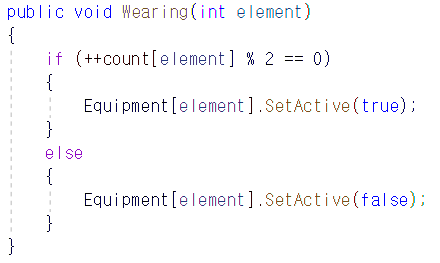 public void Wearing(int element)
{
    if (++count[element] % 2 == 0)
    {
        Equipment[element].SetActive(true);
    }
    else
    {
        Equipment[element].SetActive(false);
    }
}